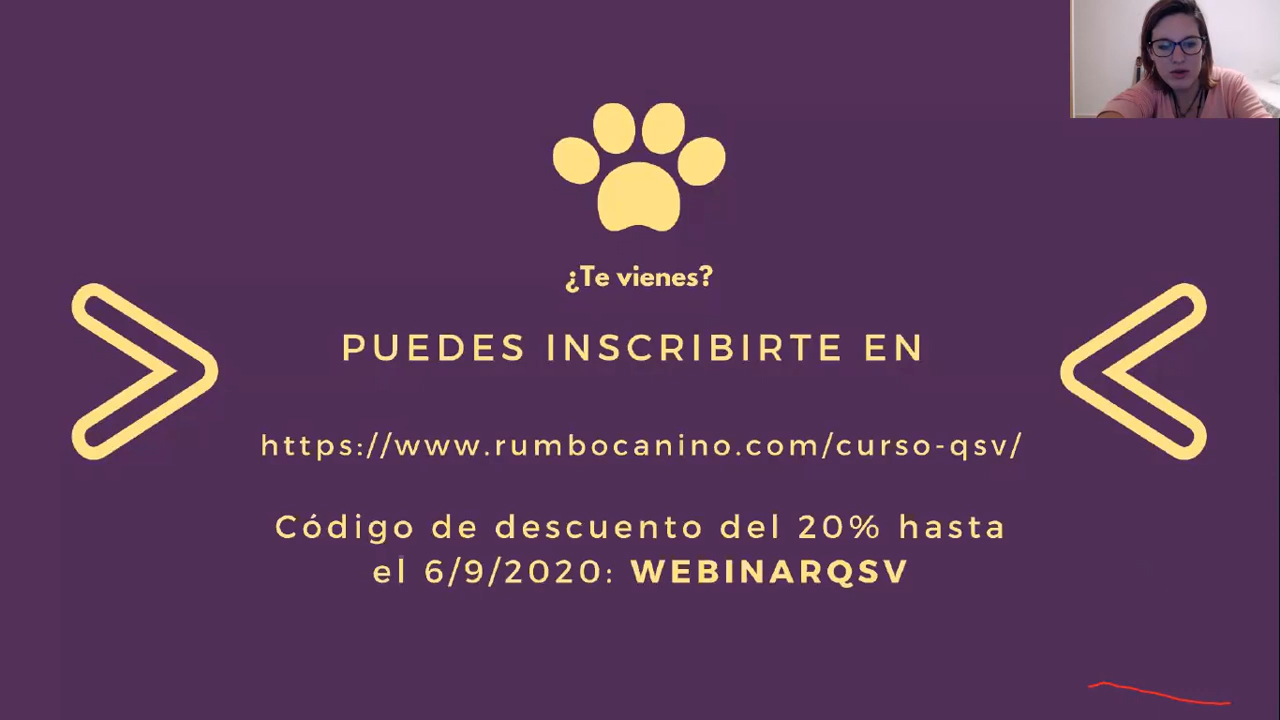 ¿Te vienes?
PUEDES INSCRIBIRTE EN
https://www.rumbocanino.com/curso-qsv/
Código de descuento del 20% hasta
el 6/9/2020: WEBINARQSV